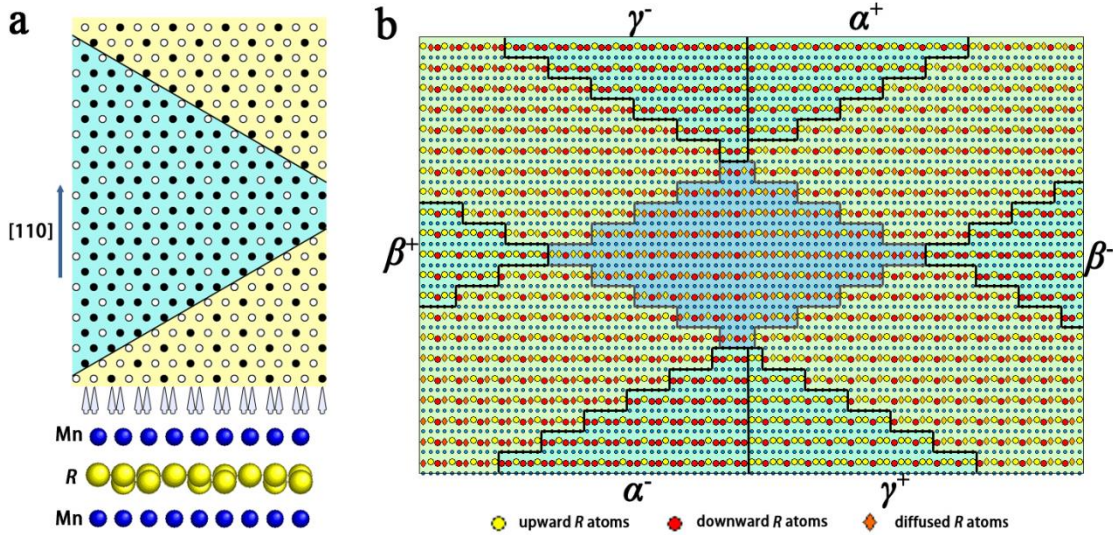 a
b
γ⁻
α⁺
[110]
β⁺
β⁻
Mn
R
Mn
α⁻
γ⁺
upward R atoms
downward R atoms
diffused R atoms